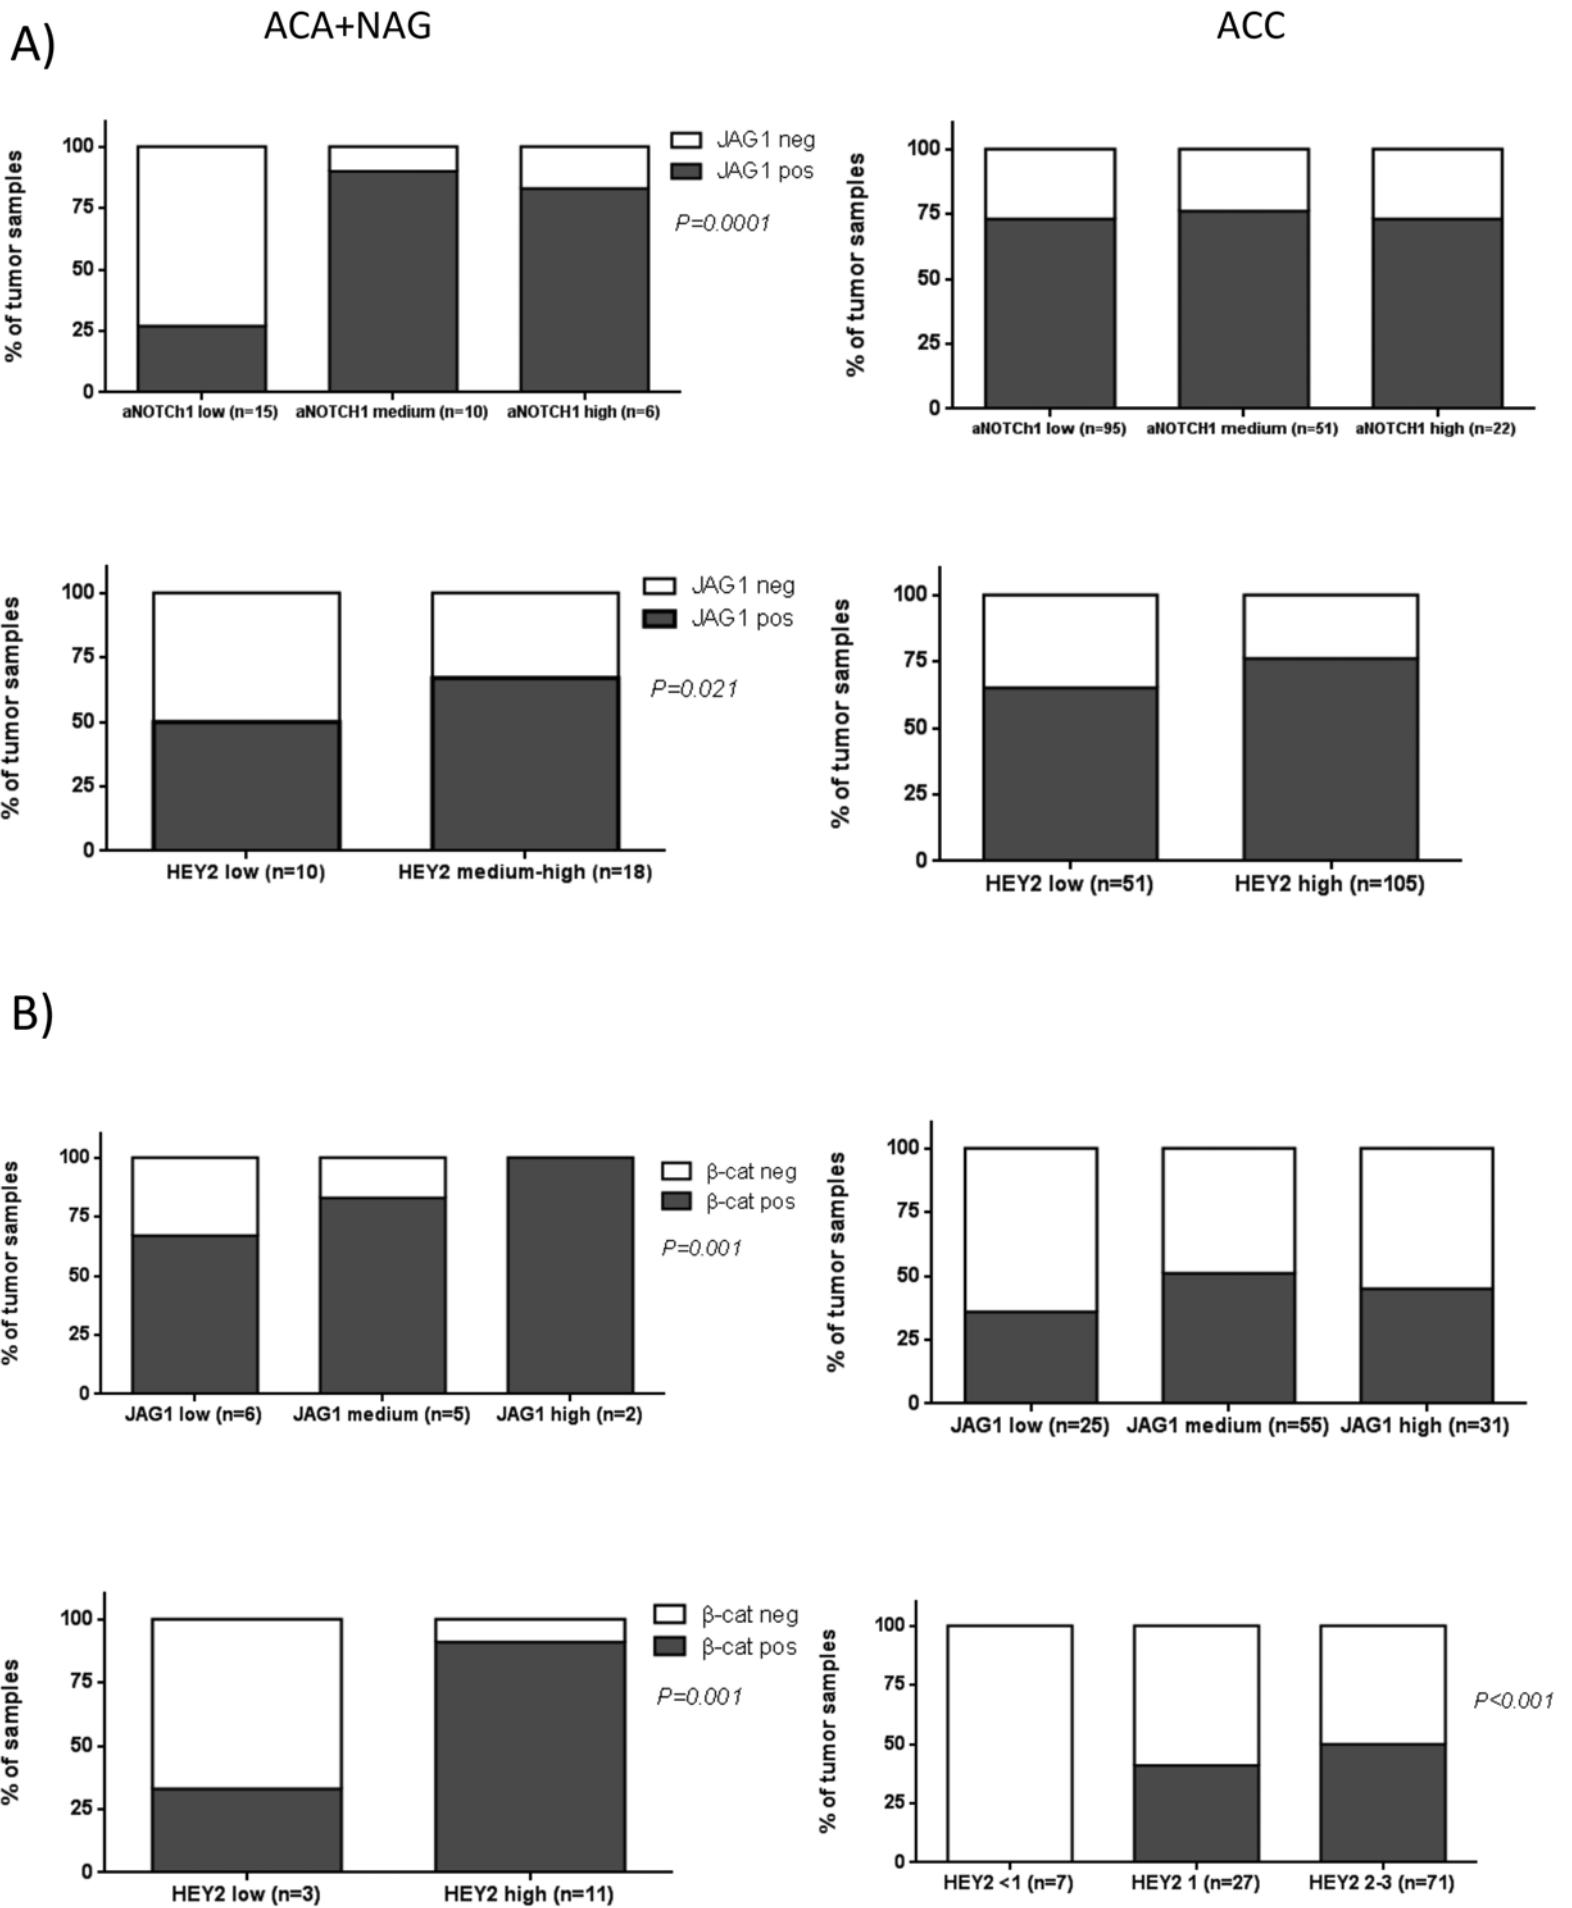 A)
ACA+NAG
ACC
% of tumor samples
100
75
50
25
0
aNOTCh1 low (n=15) aNOTCH1 medium (n=10) aNOTCH1 high (n=6)
JAG1 neg
JAG1 pos
P=0.0001
% of tumor samples
100
75
50
25
0
aNOTCh1 low (n=95) aNOTCH1 medium (n=51) aNOTCH1 high (n=22)
% of tumor samples
100
75
50
25
0
HEY2 low (n=10) HEY2 medium-high (n=18)
JAG1 neg
JAG1 pos
P=0.021
% of tumor samples
100
75
50
25
0
HEY2 low (n=51) HEY2 high (n=105)
B)
% of tumor samples
100
75
50
25
0
JAG1 low (n=6) JAG1 medium (n=5) JAG1 high (n=2)
β-cat neg
β-cat pos
P=0.001
% of tumor samples
100
75
50
25
0
JAG1 low (n=25) JAG1 medium (n=55) JAG1 high (n=31)
% of samples
100
75
50
25
0
HEY2 low (n=3) HEY2 high (n=11)
β-cat neg
β-cat pos
P=0.001
% of tumor samples
100
75
50
25
0
HEY2 <1 (n=7) HEY2 1 (n=27) HEY2 2-3 (n=71)
P<0.001